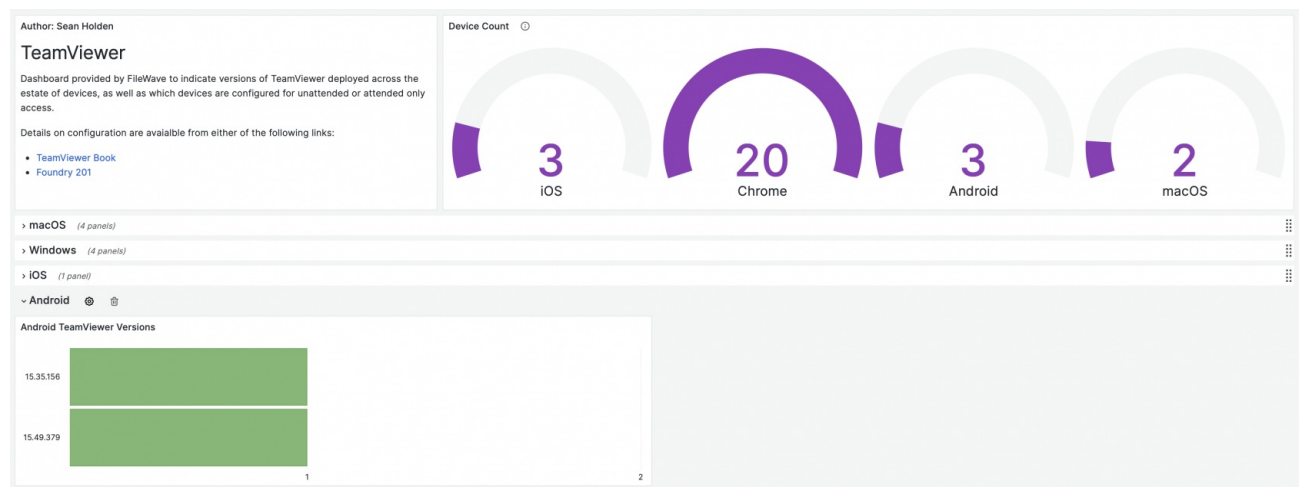 Author: Sean Holden
TeamViewer
Dashboard provided by FileWave to indicate versions of TeamViewer deployed across the
estate of devices, as well as which devices are configured for unattended or attended only
access.
Details on configuration are avaialble from either of the following links:
TeamViewer Book
Foundry 201
Device Count
3
iOS
20
Chrome
3
Android
2
macOS
macOS (4 panels)
Windows (4 panels)
iOS (1 panel)
Android
Android TeamViewer Versions
15.35.156
15.49.379
1
2